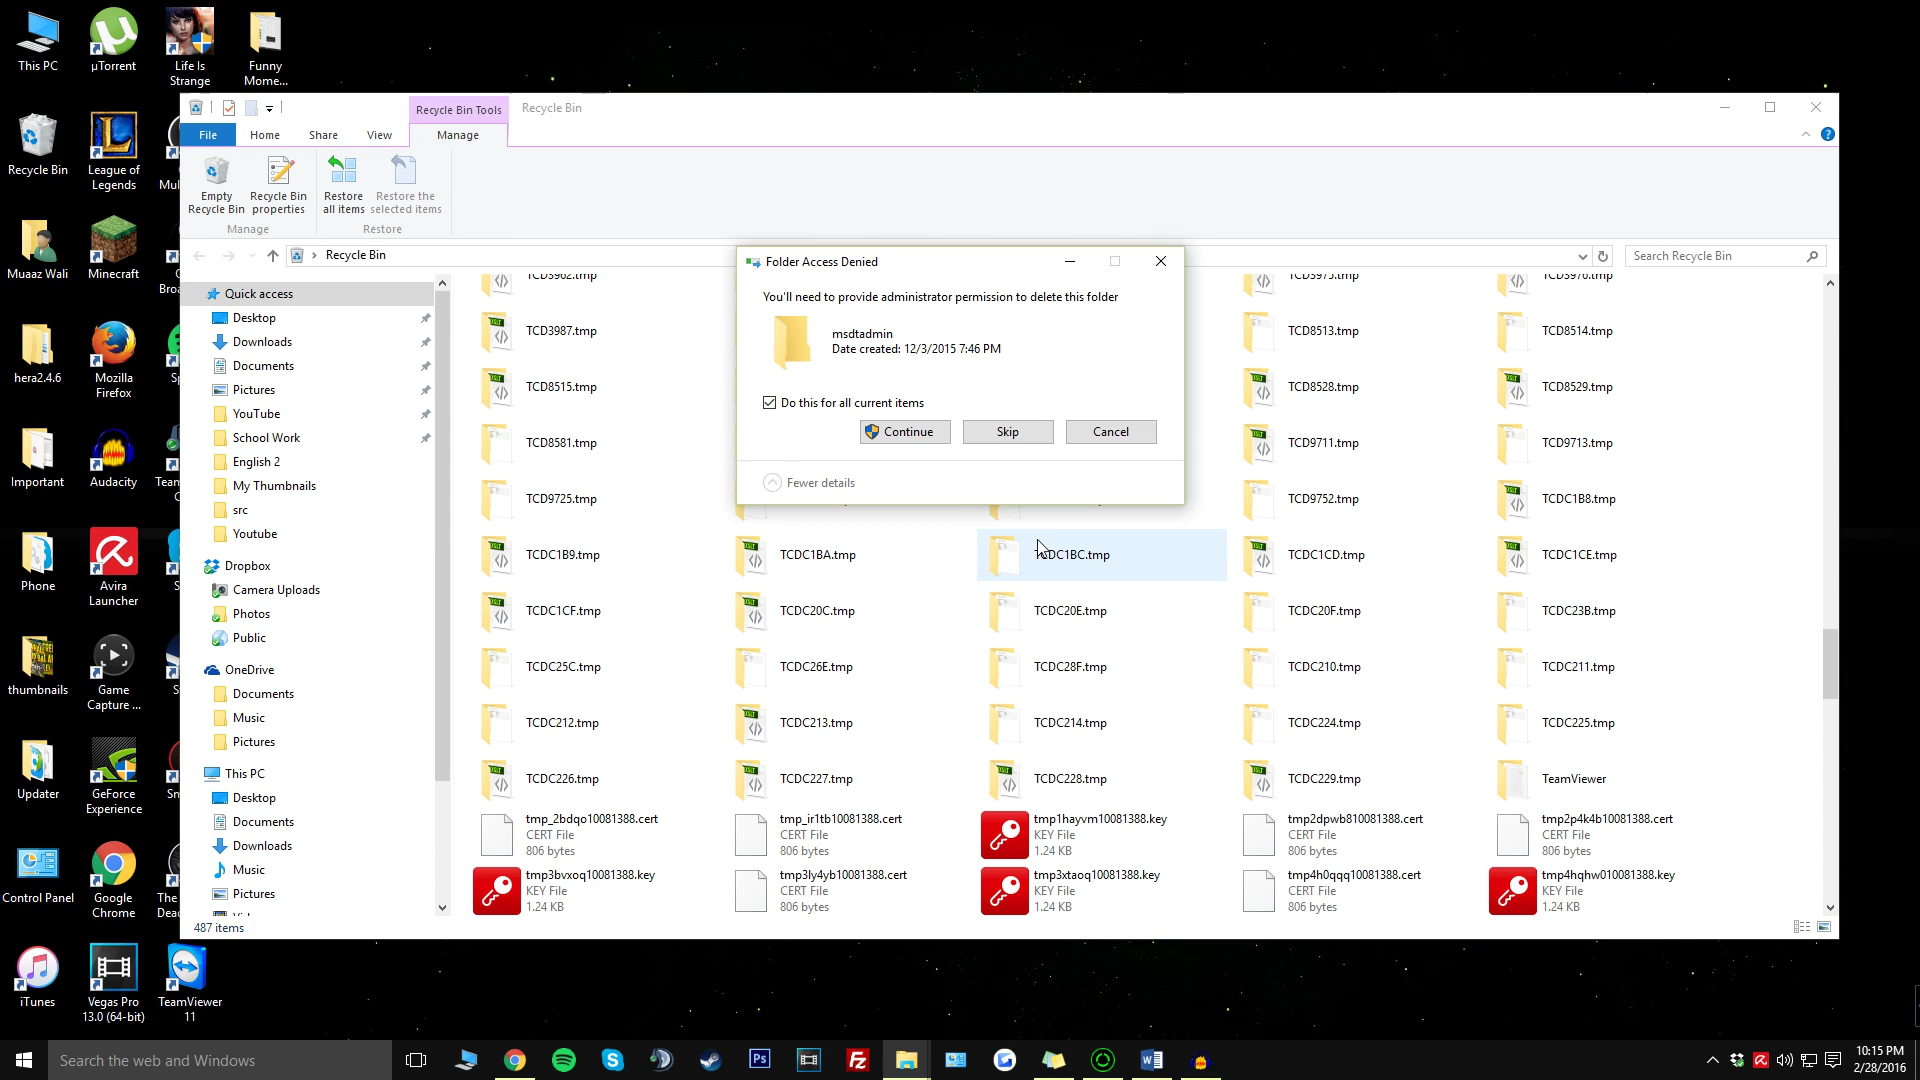 This PC
µTorrent
Life Is
Strange
Funny
Mome...
Recycle Bin
League of
Legends
Mul
Muaaz Wali
Minecraft
Broa
hera2.4.6
Mozilla
Firefox
Sp
Important
Audacity
Team
Phone
Avira
Launcher
S
thumbnails
Game
Capture ...
S
Updater
GeForce
Experience
Sn
Control Panel
Google
Chrome
The
Dea
iTunes
Vegas Pro
13.0 (64-bit)
TeamViewer
11
Recycle Bin Tools
Recycle Bin
File
Home
Share
View
Manage
Empty
Recycle Bin
Recycle Bin
properties
Restore
all items
Restore the
selected items
Manage
Restore
Recycle Bin
Search Recycle Bin
Quick access
Desktop
Downloads
Documents
Pictures
YouTube
School Work
English 2
My Thumbnails
src
Youtube
Dropbox
Camera Uploads
Photos
Public
OneDrive
Documents
Music
Pictures
This PC
Desktop
Documents
Downloads
Music
Pictures
487 items
Folder Access Denied
You'll need to provide administrator permission to delete this folder
msdtadmin
Date created: 12/3/2015 7:46 PM
Do this for all current items
Continue
Skip
Cancel
Fewer details
TCD3987.tmp
TCD8513.tmp
TCD8514.tmp
TCD8515.tmp
TCD8528.tmp
TCD8529.tmp
TCD8581.tmp
TCD9711.tmp
TCD9713.tmp
TCD9725.tmp
TCD9752.tmp
TCDC1B8.tmp
TCDC1B9.tmp
TCDC1BA.tmp
TCDC1BC.tmp
TCDC1CD.tmp
TCDC1CE.tmp
TCDC1CF.tmp
TCDC20C.tmp
TCDC20E.tmp
TCDC20F.tmp
TCDC23B.tmp
TCDC25C.tmp
TCDC26E.tmp
TCDC28F.tmp
TCDC210.tmp
TCDC211.tmp
TCDC212.tmp
TCDC213.tmp
TCDC214.tmp
TCDC224.tmp
TCDC225.tmp
TCDC226.tmp
TCDC227.tmp
TCDC228.tmp
TCDC229.tmp
TeamViewer
tmp_2bdqo10081388.cert
CERT File
806 bytes
tmp_ir1tb10081388.cert
CERT File
806 bytes
tmp1hayvm10081388.key
KEY File
1.24 KB
tmp2dpwb810081388.cert
CERT File
806 bytes
tmp2p4k4b10081388.cert
CERT File
806 bytes
tmp3bvxoq10081388.key
KEY File
1.24 KB
tmp3ly4yb10081388.cert
CERT File
806 bytes
tmp3xtaoq10081388.key
KEY File
1.24 KB
tmp4h0qqq10081388.cert
CERT File
806 bytes
tmp4hqhw010081388.key
KEY File
1.24 KB
Search the web and Windows
10:15 PM
2/28/2016